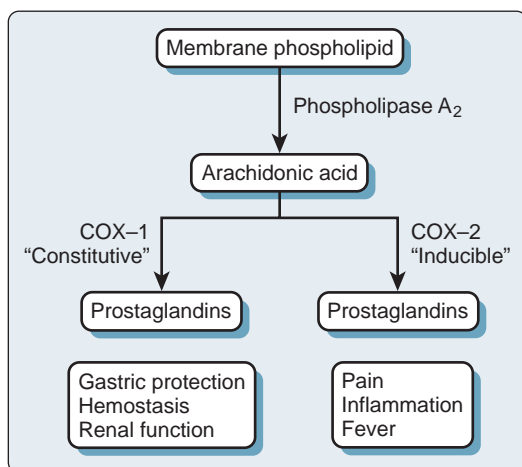 Membrane phospholipid
Phospholipase A₂
Arachidonic acid
COX–1
“Constitutive”
COX–2
“Inducible”
Prostaglandins
Prostaglandins
Gastric protection
Hemostasis
Renal function
Pain
Inflammation
Fever